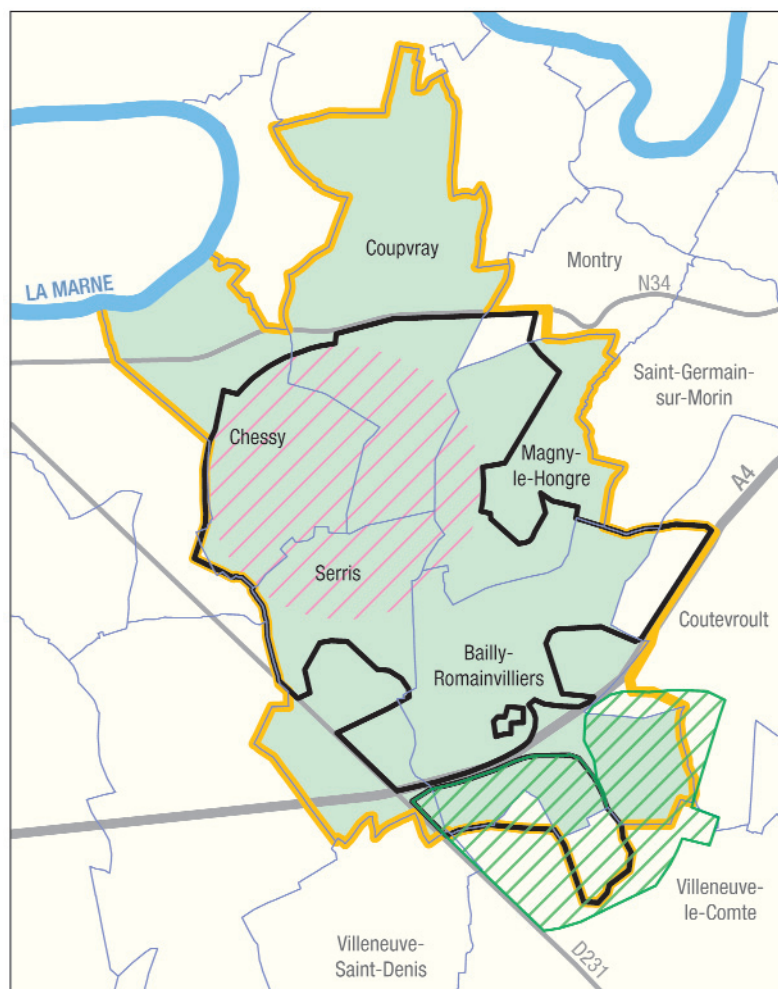 Coupvray
Montry
LA MARNE
N34
Saint-Germain-
sur-Morin
Chessy
Magny-
le-Hongre
A4
Serris
Coutevroult
Bailly-
Romainvilliers
Villeneuve-
le-Comte
Villeneuve-
Saint-Denis
D231